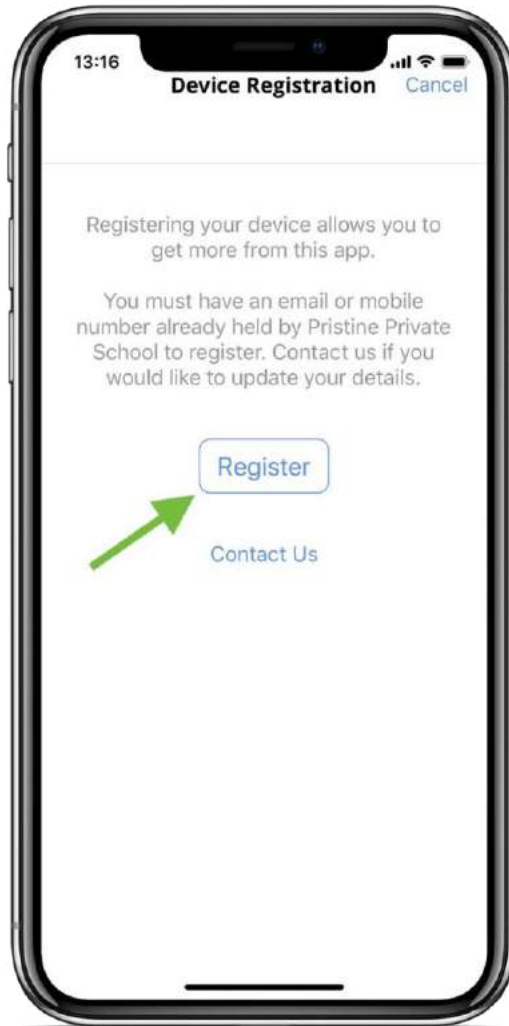 13:16
Device Registration Cancel
Registering your device allows you to
get more from this app.
You must have an email or mobile
number already held by Pristine Private
School to register. Contact us if you
would like to update your details.
Register
Contact Us